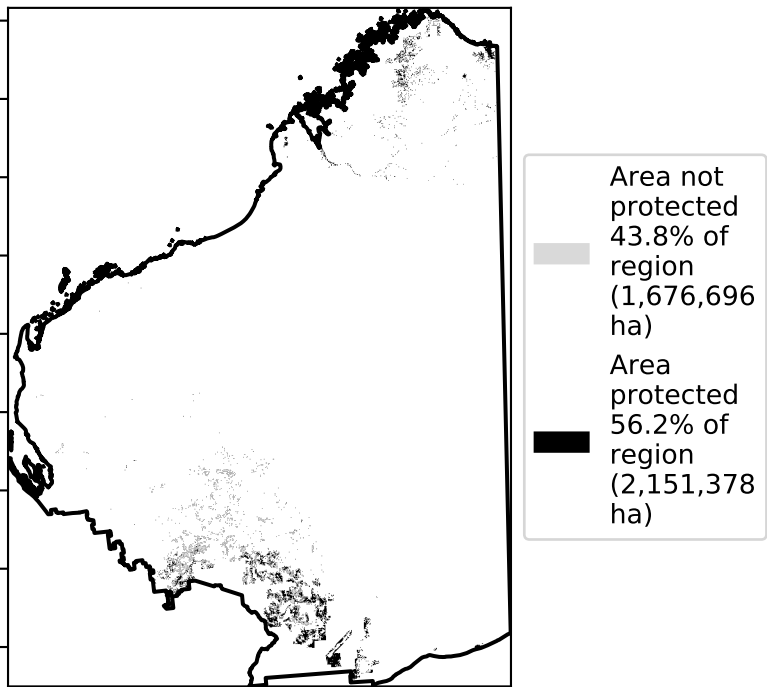 Area not
protected
43.8% of
region
(1,676,696
ha)
Area
protected
56.2% of
region
(2,151,378
ha)